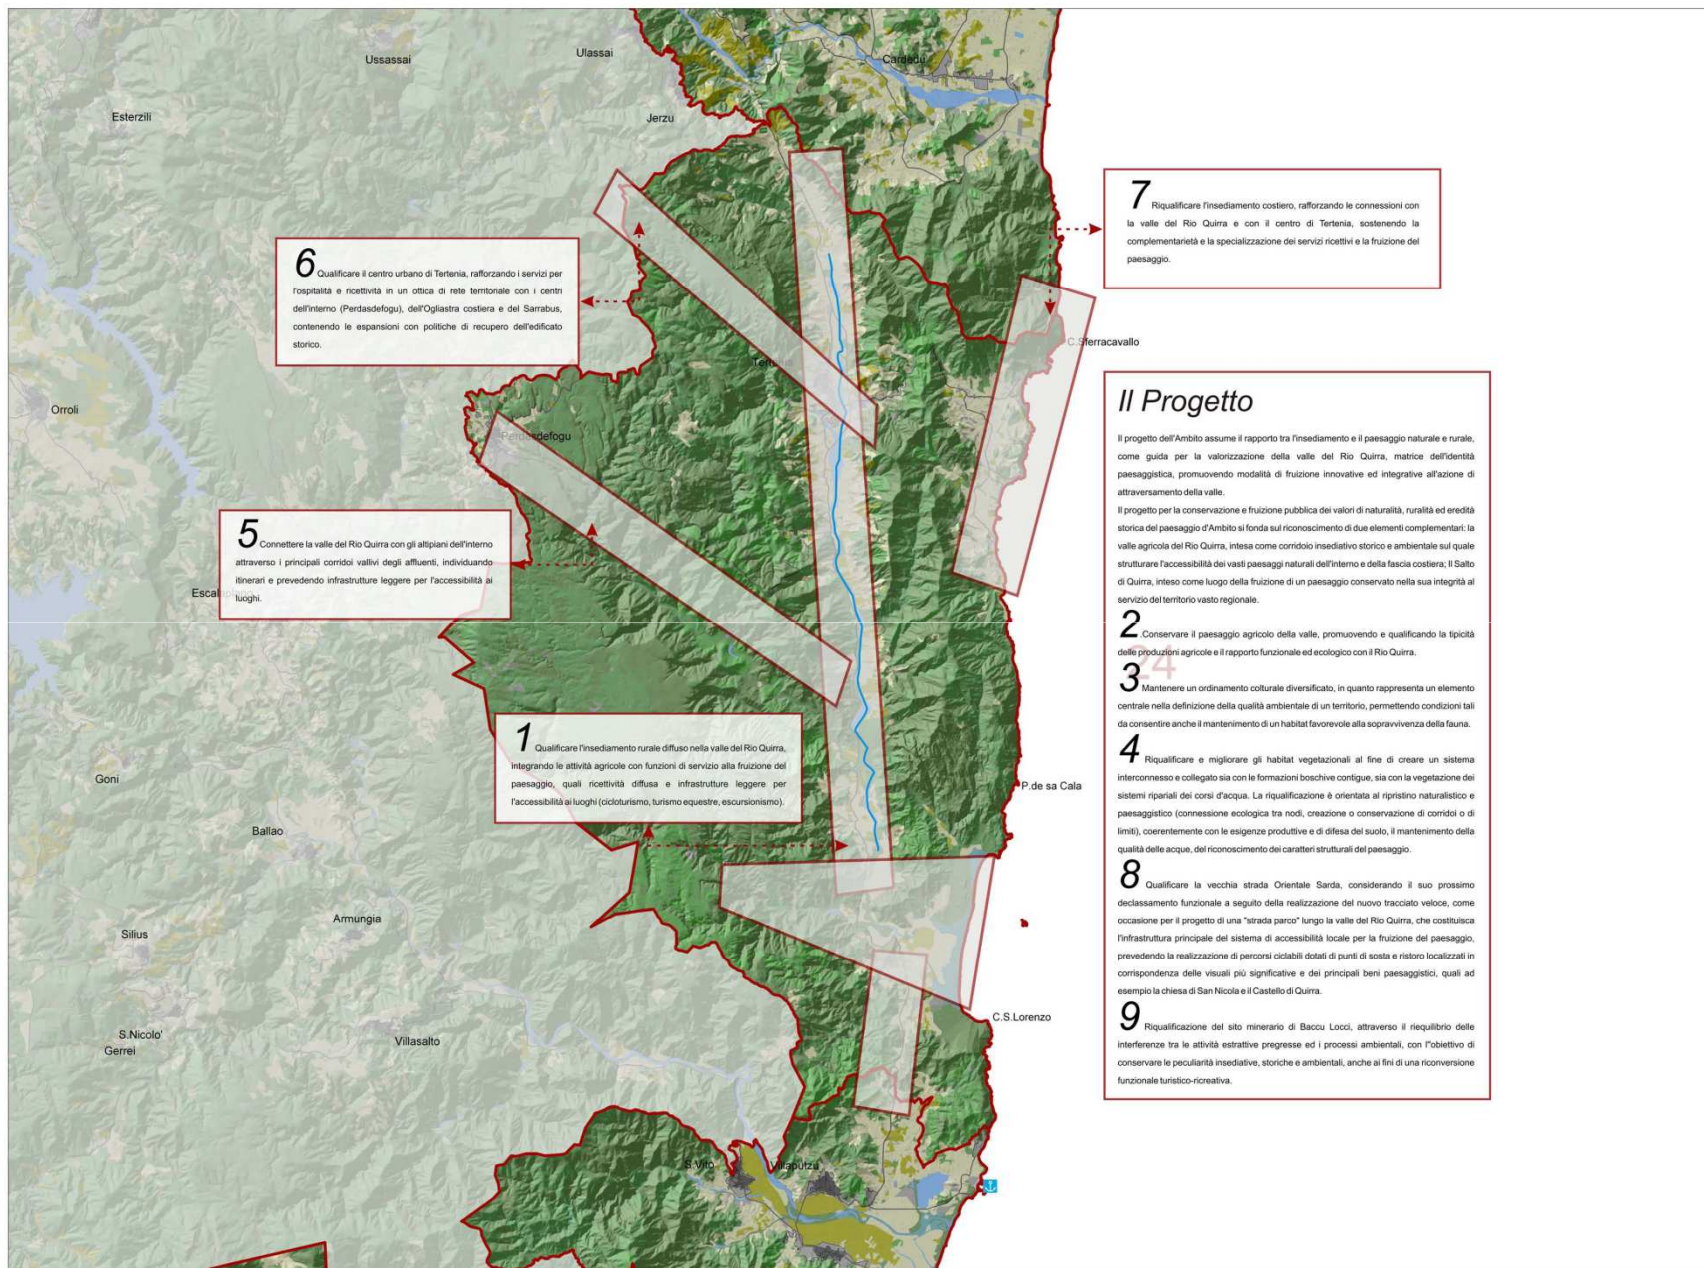 Ussassai
Ulassai
Cardedu
Esterzili
Jerzu
7 Riqualificare l'insediamento costiero, rafforzando le connessioni con
la valle del Rio Quirra e con il centro di Tertenia, sostenendo la
complementarietà e la specializzazione dei servizi ricettivi e la fruizione del
paesaggio.
6 Qualificare il centro urbano di Tertenia, rafforzando i servizi per
l'ospitalità e ricettività in un ottica di rete territoriale con i centri
dell'interno (Perdasdefogu), dell'Ogliastra costiera e del Sarrabus,
contenendo le espansioni con politiche di recupero dell'edificato
storico.
C.Sferracavallo
Orroli
Perdasdefogu
5 Connettere la valle del Rio Quirra con gli altipiani dell'interno
attraverso i principali corridoi vallivi degli affluenti, individuando
itinerari e prevedendo infrastrutture leggere per l'accessibilità ai
luoghi.
1 Qualificare l'insediamento rurale diffuso nella valle del Rio Quirra,
integrando le attività agricole con funzioni di servizio alla fruizione del
paesaggio, quali ricettività diffusa e infrastrutture leggere per
l'accessibilità ai luoghi (cicloturismo, turismo equestre, escursionismo).
Goni
P.de sa Cala
Ballao
Armungia
Silius
C.S.Lorenzo
S.Nicolo'
Gerrei
Villasalto
S.Vito
Villaputzu
Il Progetto
Il progetto dell'Ambito assume il rapporto tra l'insediamento e il paesaggio naturale e rurale,
come guida per la valorizzazione della valle del Rio Quirra, matrice dell'identità
paesaggistica, promuovendo modalità di fruizione innovative ed integrative all'azione di
attraversamento della valle.
Il progetto per la conservazione e fruizione pubblica dei valori di naturalità, ruralità ed eredità
storica del paesaggio d'Ambito si fonda sul riconoscimento di due elementi complementari: la
valle agricola del Rio Quirra, intesa come corridoio insediativo storico e ambientale sul quale
strutturare l'accessibilità dei vasti paesaggi naturali dell'interno e della fascia costiera; Il Salto
di Quirra, inteso come luogo della fruizione di un paesaggio conservato nella sua integrità al
servizio del territorio vasto regionale.
2 .Conservare il paesaggio agricolo della valle, promuovendo e qualificando la tipicità
delle produzioni agricole e il rapporto funzionale ed ecologico con il Rio Quirra.
24
3 Mantenere un ordinamento colturale diversificato, in quanto rappresenta un elemento
centrale nella definizione della qualità ambientale di un territorio, permettendo condizioni tali
da consentire anche il mantenimento di un habitat favorevole alla sopravvivenza della fauna.
4 Riqualificare e migliorare gli habitat vegetazionali al fine di creare un sistema
interconnesso e collegato sia con le formazioni boschive contigue, sia con la vegetazione dei
sistemi ripariali dei corsi d'acqua. La riqualificazione è orientata al ripristino naturalistico e
paesaggistico (connessione ecologica tra nodi, creazione o conservazione di corridoi o di
limiti), coerentemente con le esigenze produttive e di difesa del suolo, il mantenimento della
qualità delle acque, del riconoscimento dei caratteri strutturali del paesaggio.
8 Qualificare la vecchia strada Orientale Sarda, considerando il suo prossimo
declassamento funzionale a seguito della realizzazione del nuovo tracciato veloce, come
occasione per il progetto di una "strada parco" lungo la valle del Rio Quirra, che costituisca
l'infrastruttura principale del sistema di accessibilità locale per la fruizione del paesaggio,
prevedendo la realizzazione di percorsi ciclabili dotati di punti di sosta e ristoro localizzati in
corrispondenza delle visuali più significative e dei principali beni paesaggistici, quali ad
esempio la chiesa di San Nicola e il Castello di Quirra.
9 Riqualificazione del sito minerario di Baccu Locci, attraverso il riequilibrio delle
interferenze tra le attività estrattive pregresse ed i processi ambientali, con l'"obiettivo di
conservare le peculiarità insediative, storiche e ambientali, anche ai fini di una riconversione
funzionale turistico-ricreativa.